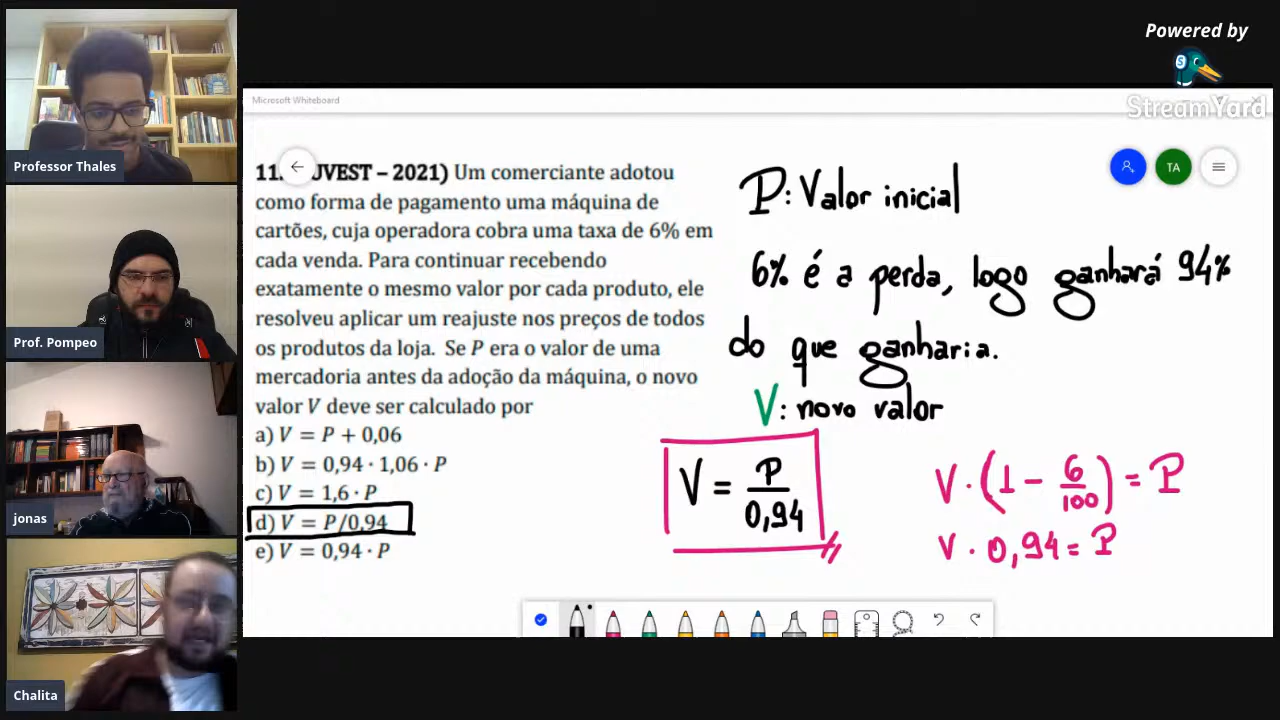 Powered by
S
StreamYard
Microsoft Whiteboard
TA
Professor Thales
Prof. Pompeo
jonas
Chalita
11. UVEST – 2021) Um comerciante adotou
como forma de pagamento uma máquina de
cartões, cuja operadora cobra uma taxa de 6% em
cada venda. Para continuar recebendo
exatamente o mesmo valor por cada produto, ele
resolveu aplicar um reajuste nos preços de todos
os produtos da loja. Se P era o valor de uma
mercadoria antes da adoção da máquina, o novo
valor V deve ser calculado por
a) V = P + 0,06
b) V = 0,94 · 1,06 · P
c) V = 1,6 · P
d) V = P/0,94
e) V = 0,94 · P
P: Valor inicial
6% é a perda, logo ganhará 94%
do que ganharia.
V: novo valor
V = P/0,94
V · (1 - 6/100) = P
V · 0,94 = P